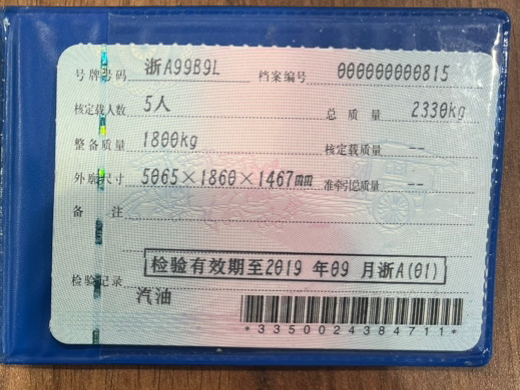 号牌号码 浙A99B9L 档案编号 000000000815
核定载人数 5人 总质量 2330kg
整备质量 1800kg 核定载质量 --
外廓尺寸 5065×1860×1467mm 准牵引总质量 --
备注
检验有效期至2019 年09 月浙A(01)
检验记录
汽油
*3350024384711*